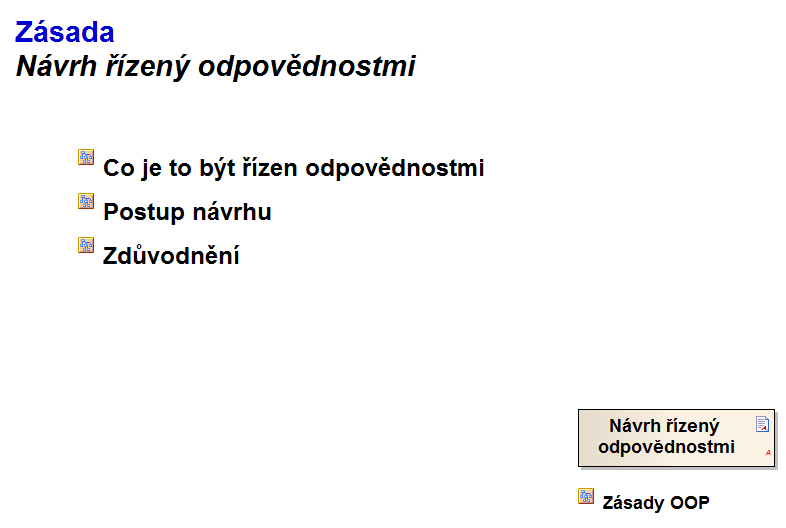 Zásada
Návrh řízený odpovědnostmi
Co je to být řízen odpovědnostmi
Postup návrhu
Zdůvodnění
Návrh řízený
odpovědnostmi
A
Zásady OOP